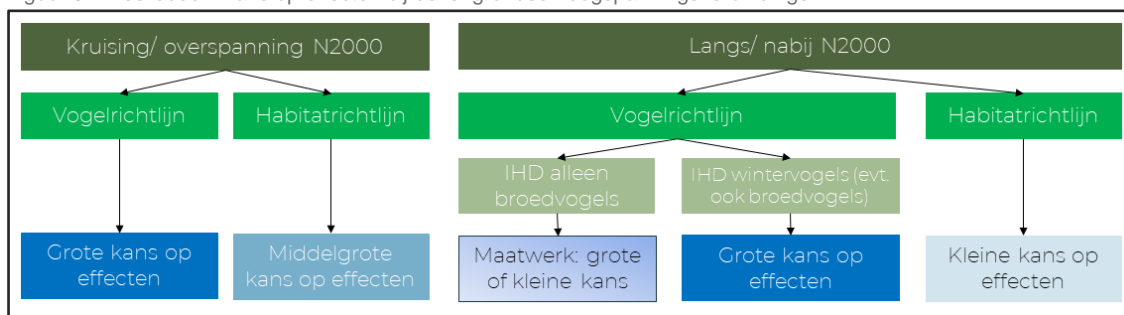 Kruising/ overspanning N2000
Langs/ nabij N2000
Vogelrichtlijn
Habitatrichtlijn
Vogelrichtlijn
Habitatrichtlijn
IHD alleen
broedvogels
IHD wintervogels (evt.
ook broedvogels)
Grote kans op
effecten
Middelgrote
kans op effecten
Maatwerk: grote
of kleine kans
Grote kans op
effecten
Kleine kans op
effecten